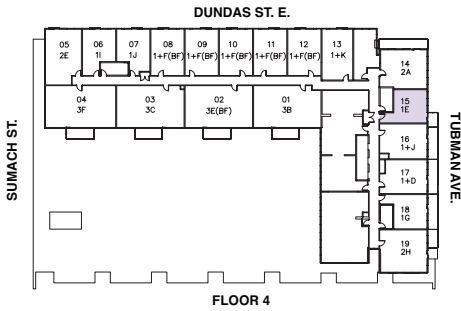 DUNDAS ST. E.
05
2E
06
1I
07
1J
08
1+F(BF)
09
1+F(BF)
10
1+F(BF)
11
1+F(BF)
12
1+F(BF)
13
1+K
14
2A
04
3F
03
3C
02
3E(BF)
01
3B
15
1E
16
1+J
17
1+D
18
1G
19
2H
SUMACH ST.
TUBMAN AVE.
FLOOR 4